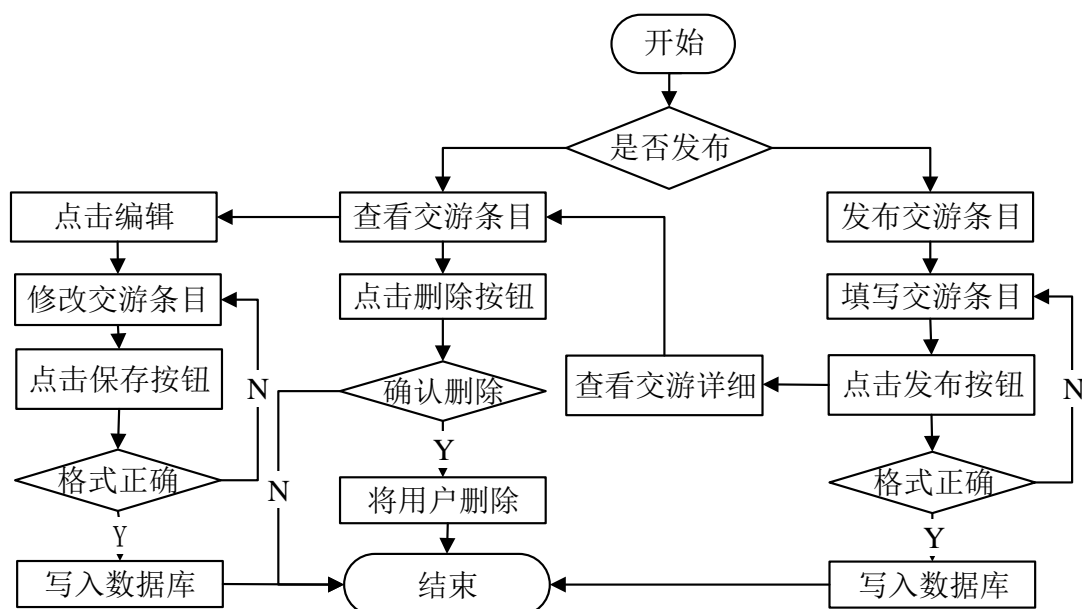 开始
是否发布
点击编辑
查看交游条目
发布交游条目
修改交游条目
点击删除按钮
填写交游条目
点击保存按钮
N
确认删除
查看交游详细
点击发布按钮
N
Y
格式正确
N
将用户删除
格式正确
Y
Y
写入数据库
结束
写入数据库